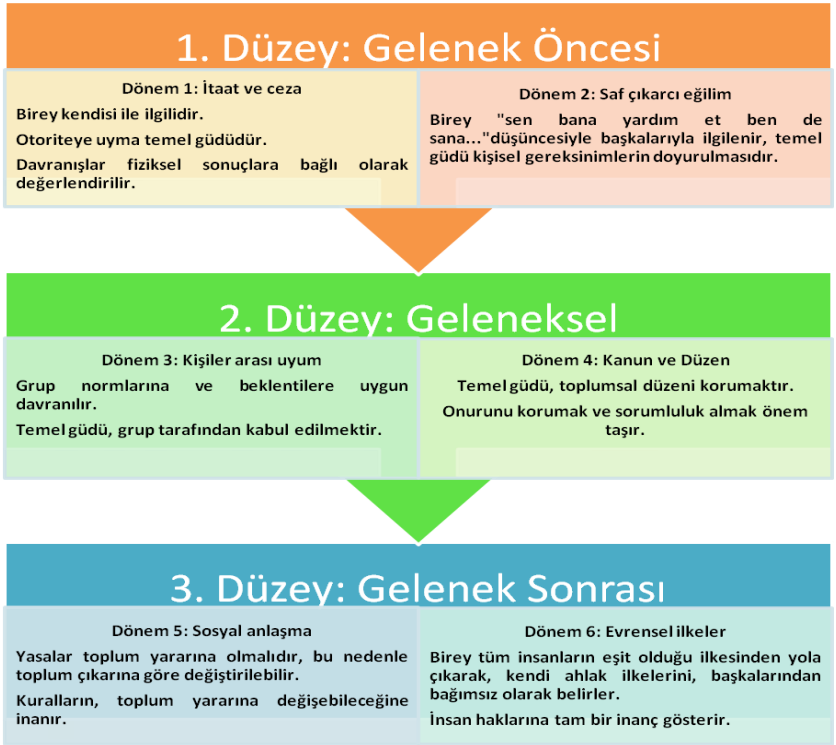 1. Düzey: Gelenek Öncesi
Dönem 1: İtaat ve ceza
Birey kendisi ile ilgilidir.
Otoriteye uyma temel güdüdür.
Davranışlar fiziksel sonuçlara bağlı olarak
değerlendirilir.
Dönem 2: Saf çıkarcı eğilim
Birey "sen bana yardım et ben de
sana..."düşüncesiyle başkalarıyla ilgilenir, temel
güdü kişisel gereksinimlerin doyurulmasıdır.
2. Düzey: Geleneksel
Dönem 3: Kişiler arası uyum
Grup normlarına ve beklentilere uygun
davranılır.
Temel güdü, grup tarafından kabul edilmektir.
Dönem 4: Kanun ve Düzen
Temel güdü, toplumsal düzeni korumaktır.
Onurunu korumak ve sorumluluk almak önem
taşır.
3. Düzey: Gelenek Sonrası
Dönem 5: Sosyal anlaşma
Yasalar toplum yararına olmalıdır, bu nedenle
toplum çıkarına göre değiştirilebilir.
Kuralların, toplum yararına değişebileceğine
inanır.
Dönem 6: Evrensel ilkeler
Birey tüm insanların eşit olduğu ilkesinden yola
çıkarak, kendi ahlak ilkelerini, başkalarından
bağımsız olarak belirler.
İnsan haklarına tam bir inanç gösterir.